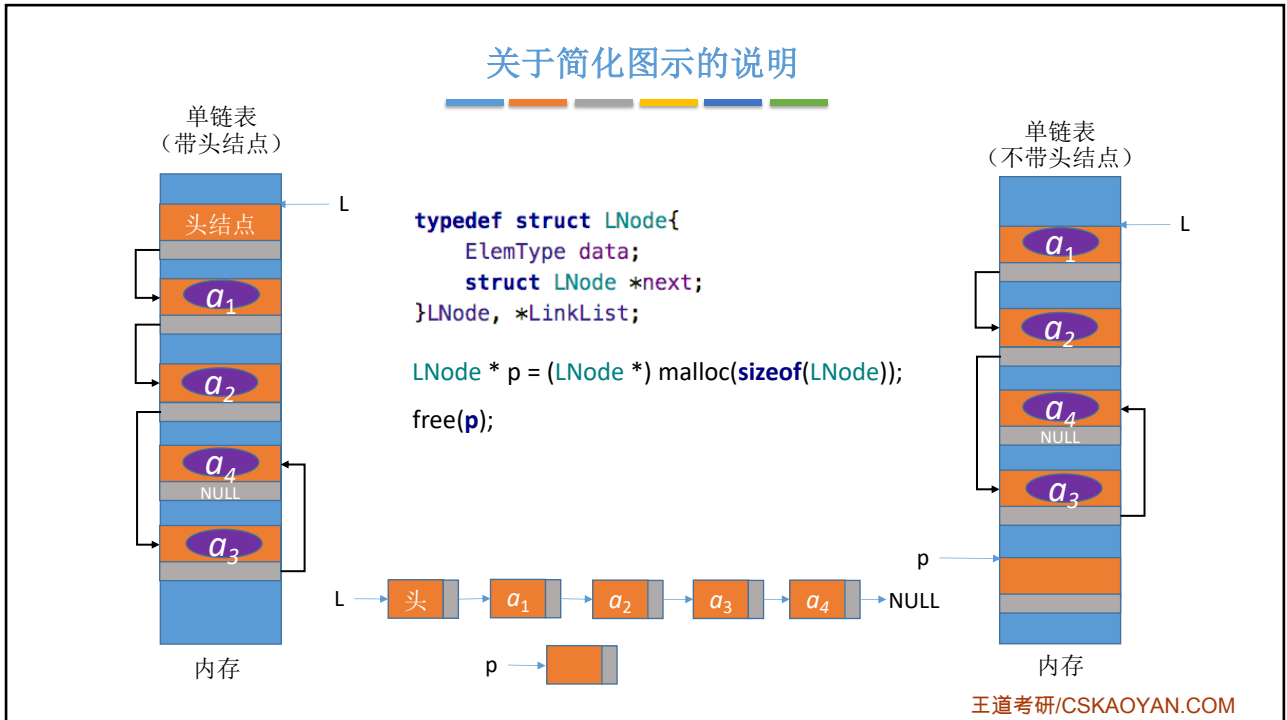 关于简化图示的说明
单链表
（带头结点）
L
头结点
a1
a2
a4
NULL
a3
内存
typedef struct LNode{
    ElemType data;
    struct LNode *next;
}LNode, *LinkList;
LNode * p = (LNode *) malloc(sizeof(LNode));
free(p);
L 头 a1 a2 a3 a4 NULL
p
单链表
（不带头结点）
L
a1
a2
a4
NULL
a3
p
内存
王道考研/CSKAOYAN.COM